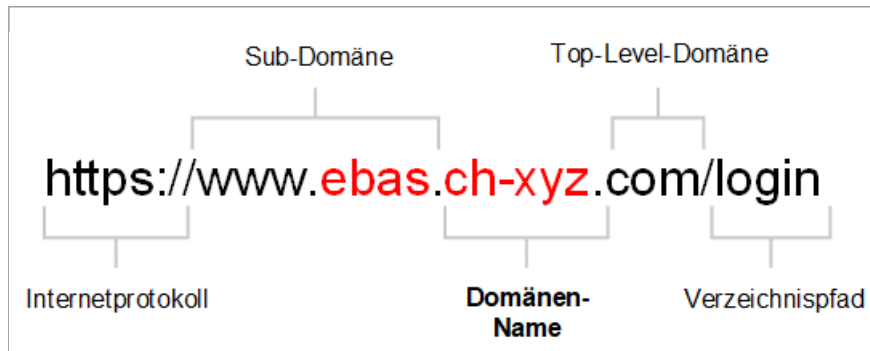 Sub-Domäne
Top-Level-Domäne
https://www.ebas.ch-xyz.com/login
Internetprotokoll
Domänen-
Name
Verzeichnispfad